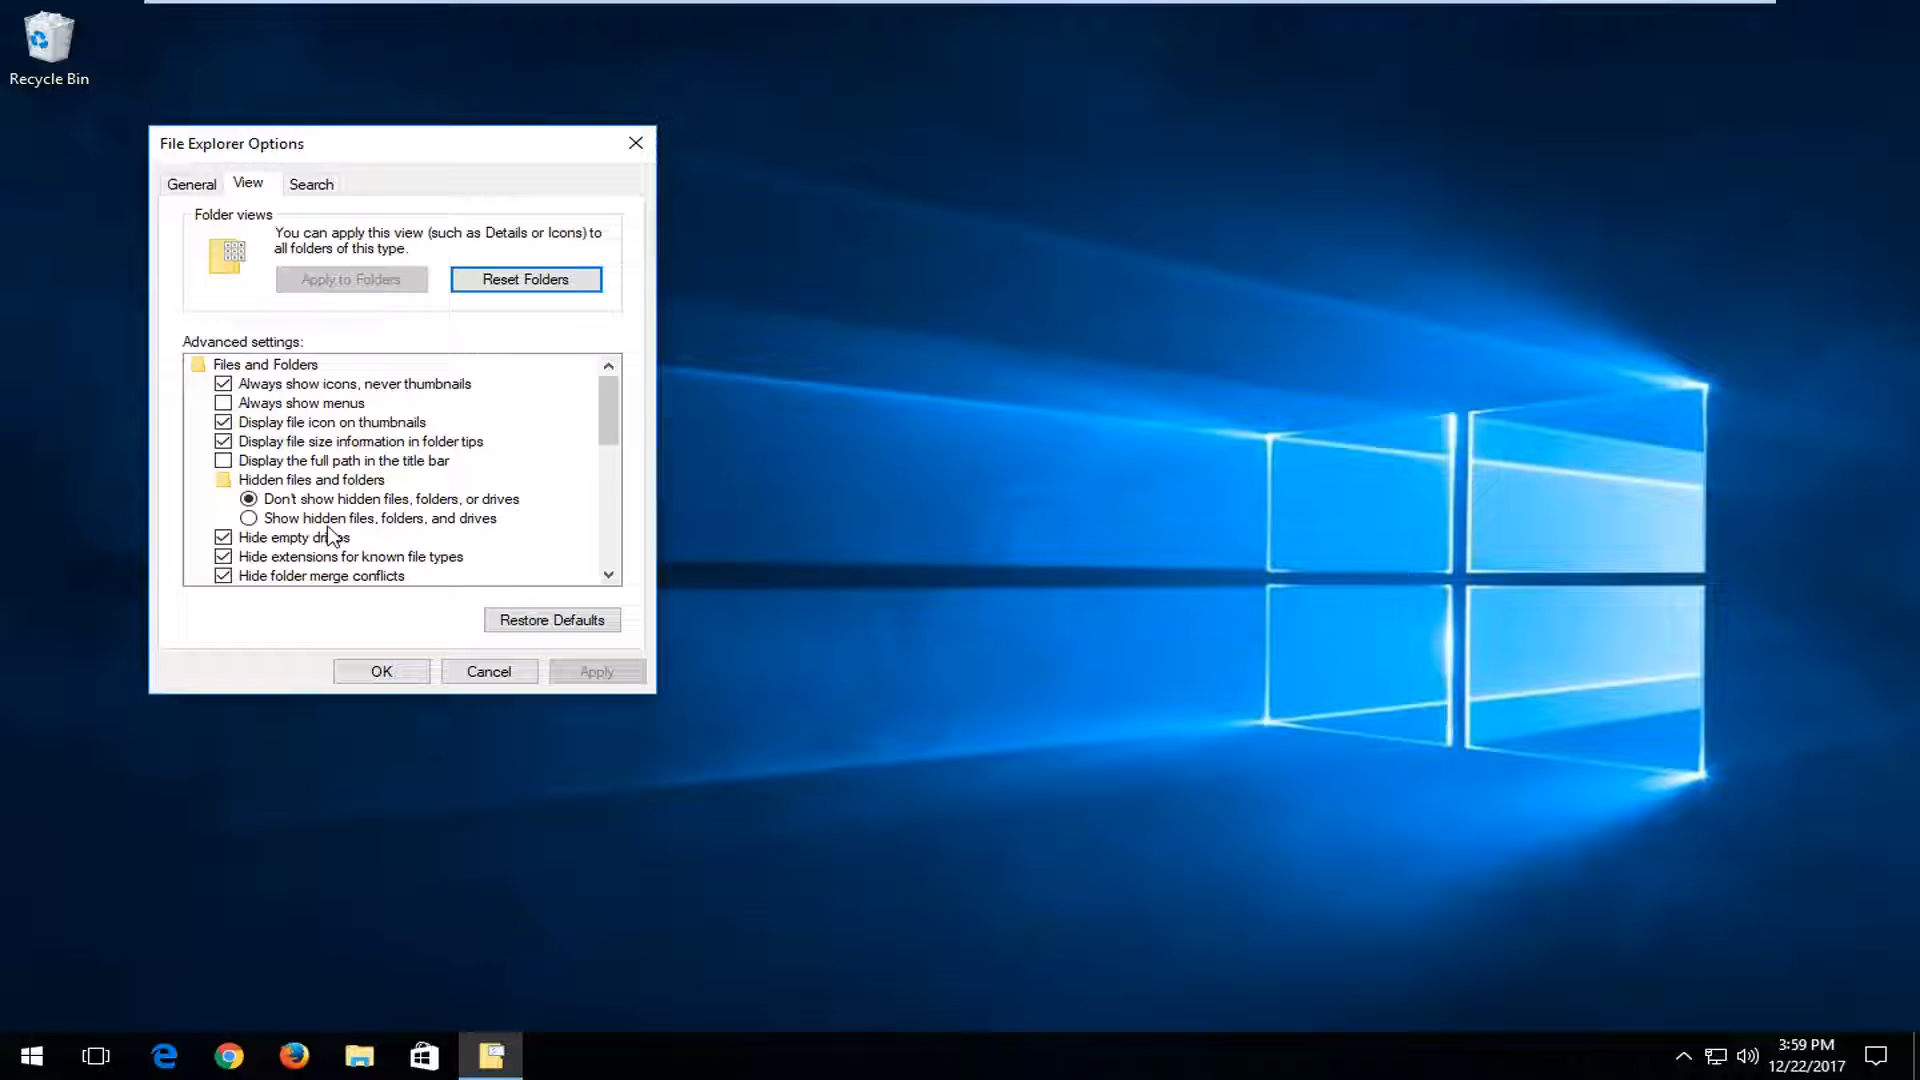 Recycle Bin
File Explorer Options
General
View
Search
Folder views
You can apply this view (such as Details or Icons) to
all folders of this type.
Apply to Folders
Reset Folders
Advanced settings:
Files and Folders
Always show icons, never thumbnails
Always show menus
Display file icon on thumbnails
Display file size information in folder tips
Display the full path in the title bar
Hidden files and folders
Don't show hidden files, folders, or drives
Show hidden files, folders, and drives
Hide empty drives
Hide extensions for known file types
Hide folder merge conflicts
Restore Defaults
OK
Cancel
Apply
3:59 PM
12/22/2017